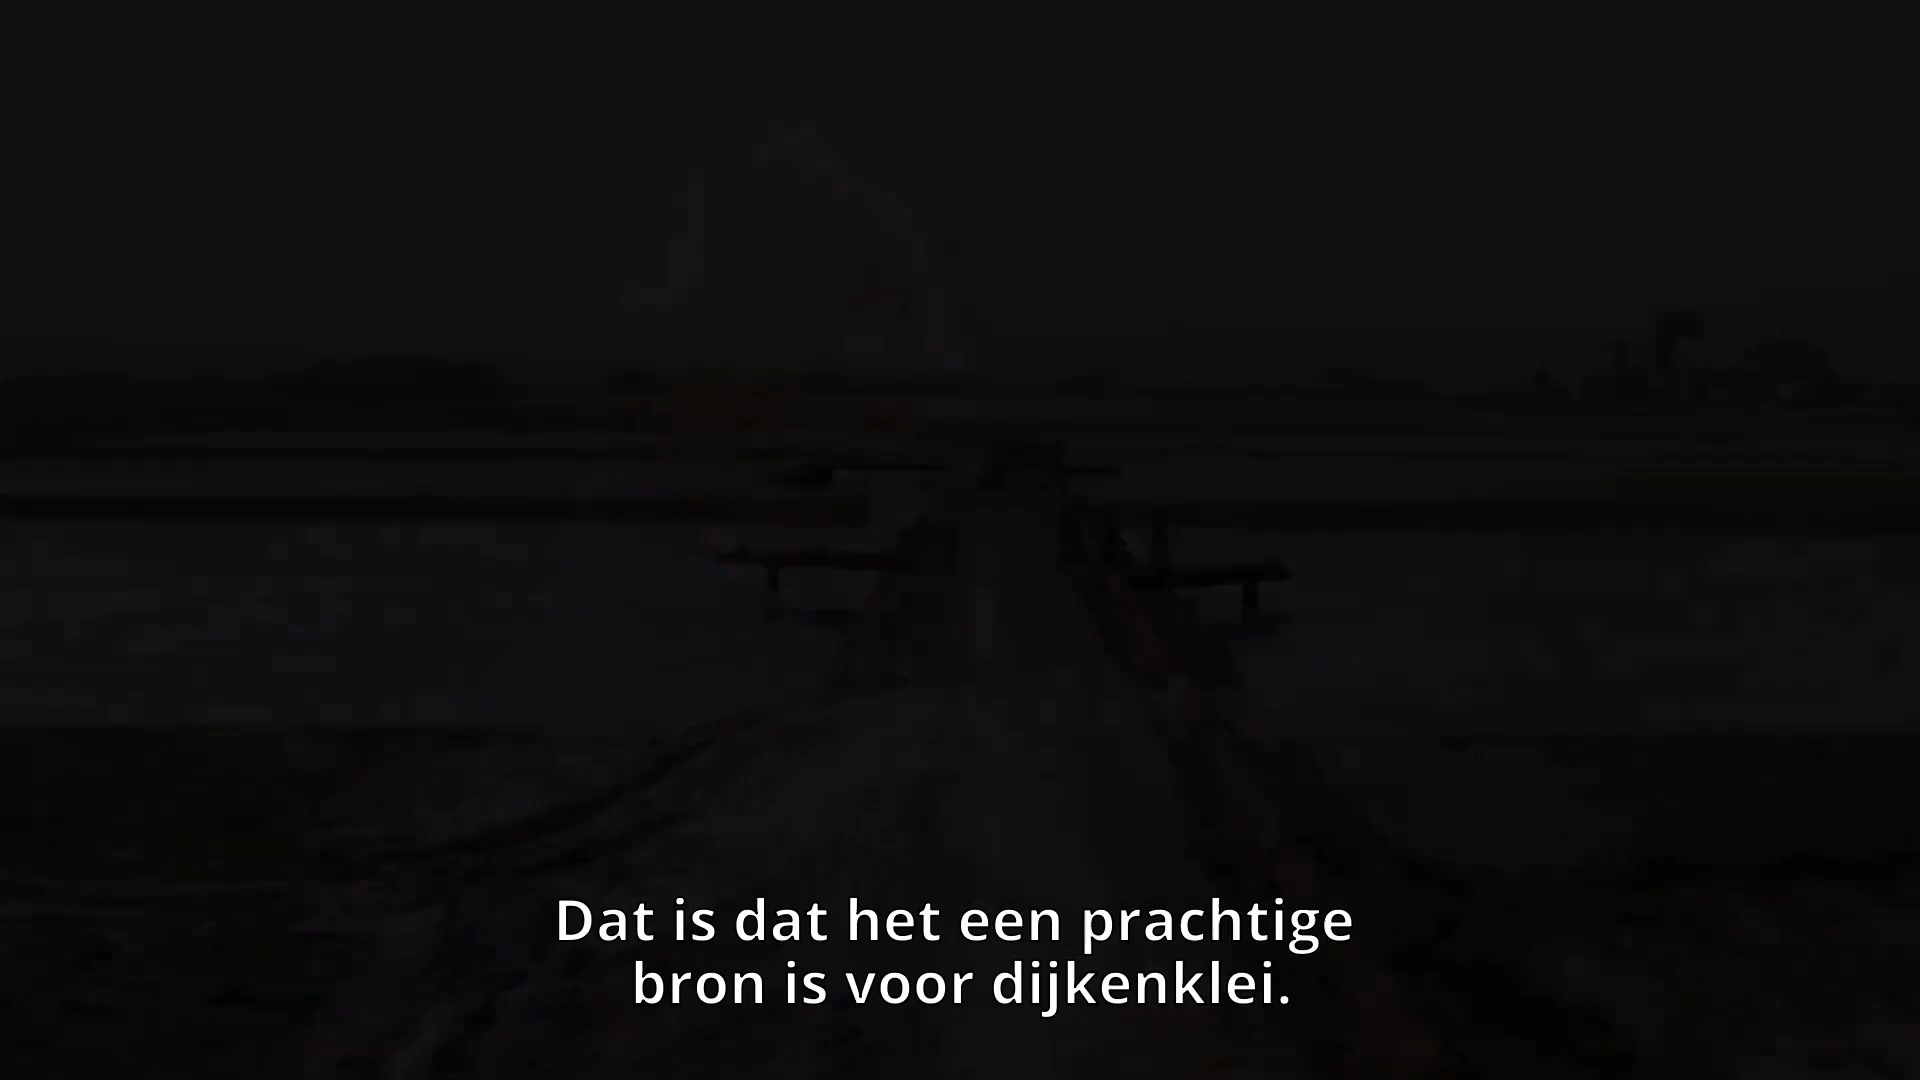 Dat is dat het een prachtige
bron is voor dijkenklei.